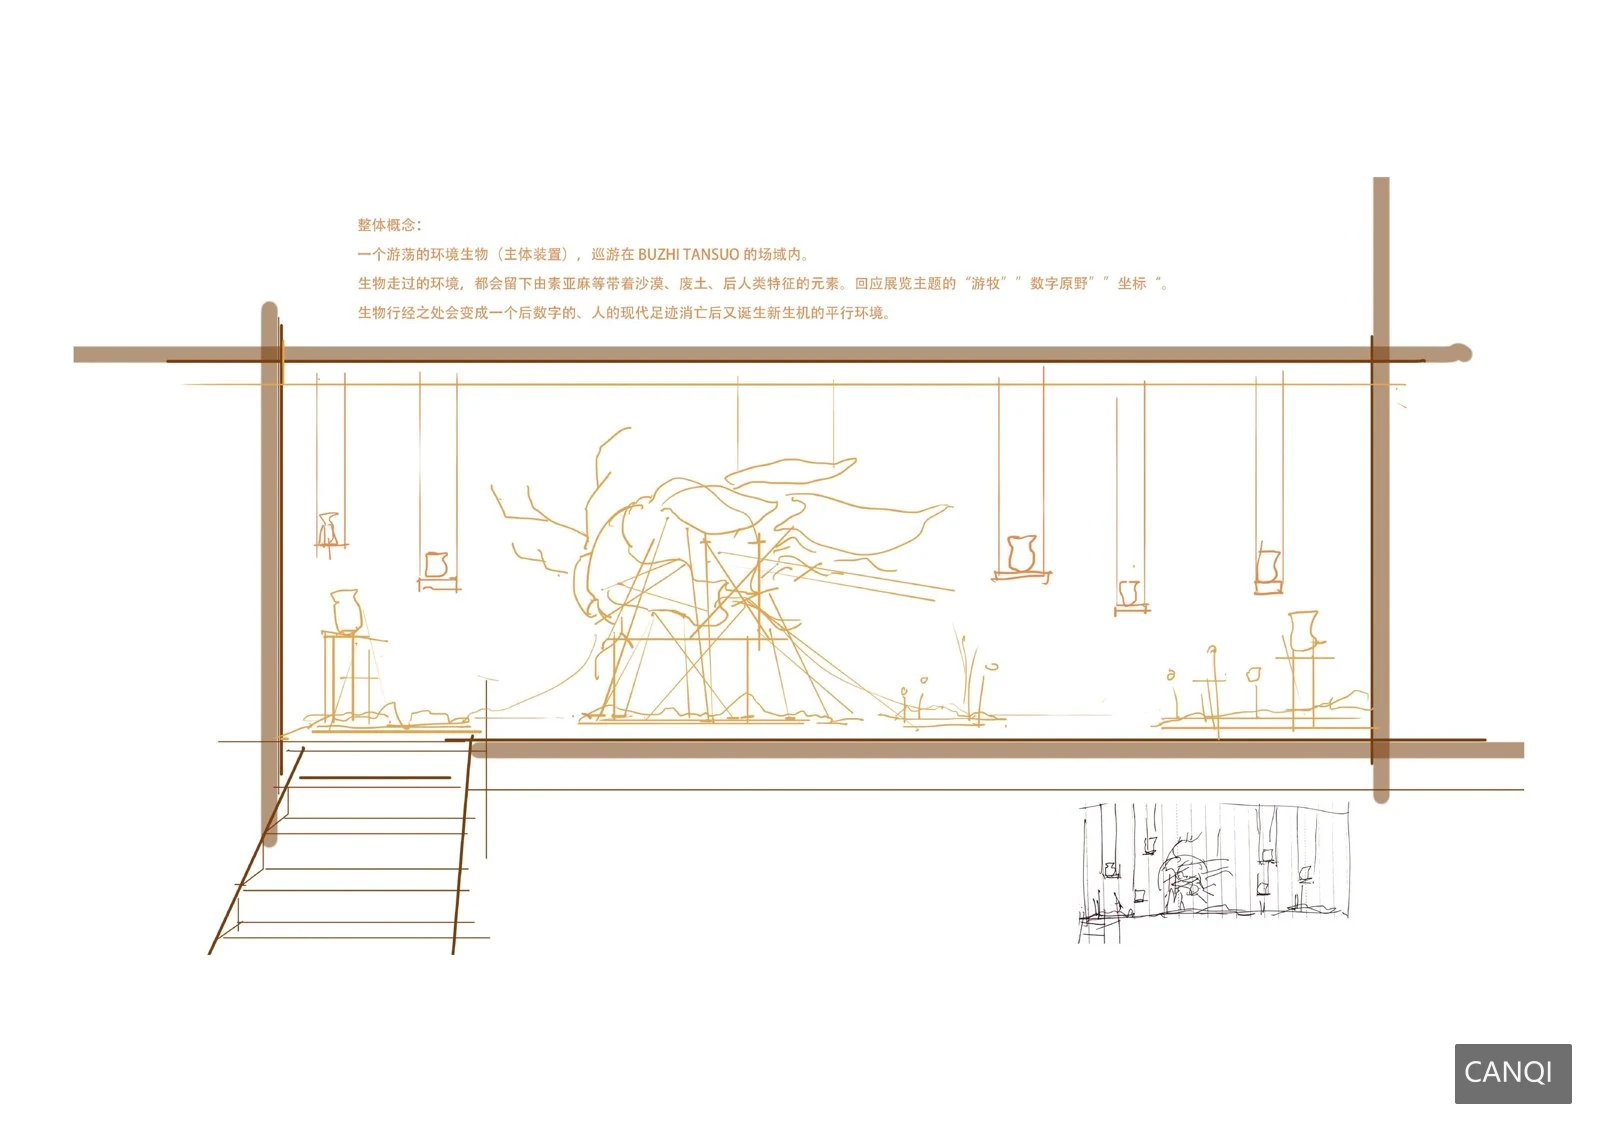 整体概念：
一个游荡的环境生物（主体装置），巡游在 BUZHI TANSUO 的场域内。
生物走过的环境，都会留下由素亚麻等带着沙漠、废土、后人类特征的元素。回应展览主题的“游牧””数字原野””坐标“。
生物行经之处会变成一个后数字的、人的现代足迹消亡后又诞生新生机的平行环境。
CANQI